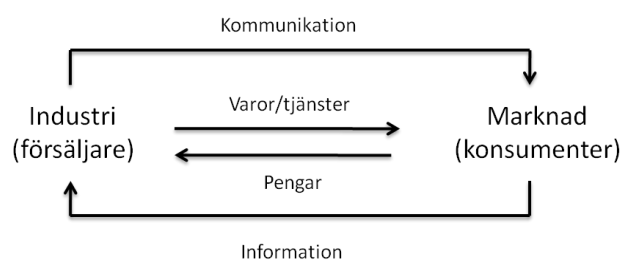 Kommunikation
Industri
(försäljare)
Varor/tjänster
Pengar
Marknad
(konsumenter)
Information